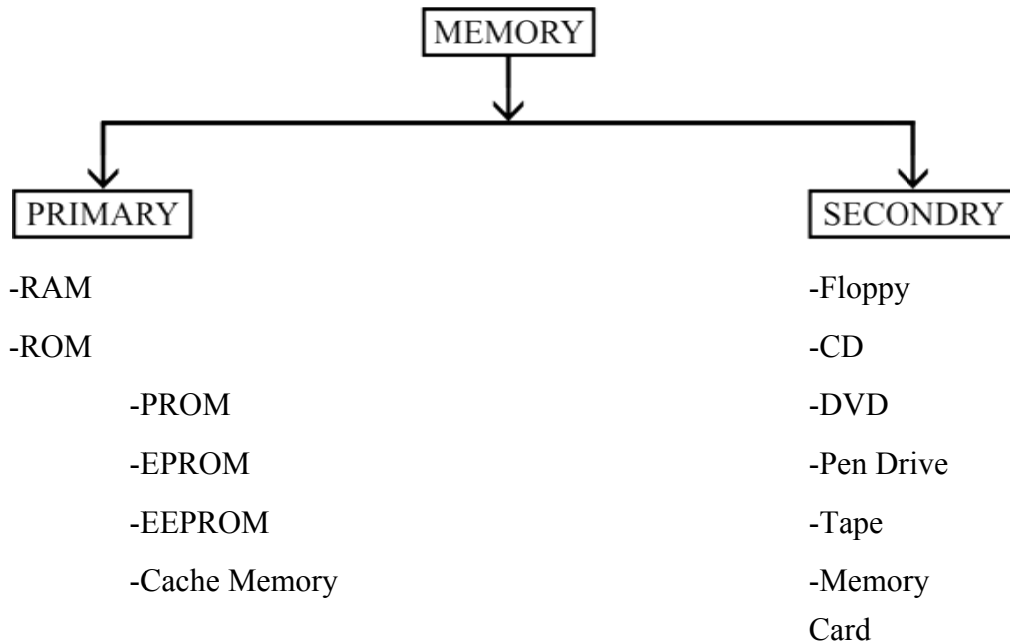 MEMORY
PRIMARY
-RAM
-ROM
-PROM
-EPROM
-EEPROM
-Cache Memory
SECONDRY
-Floppy
-CD
-DVD
-Pen Drive
-Tape
-Memory
Card